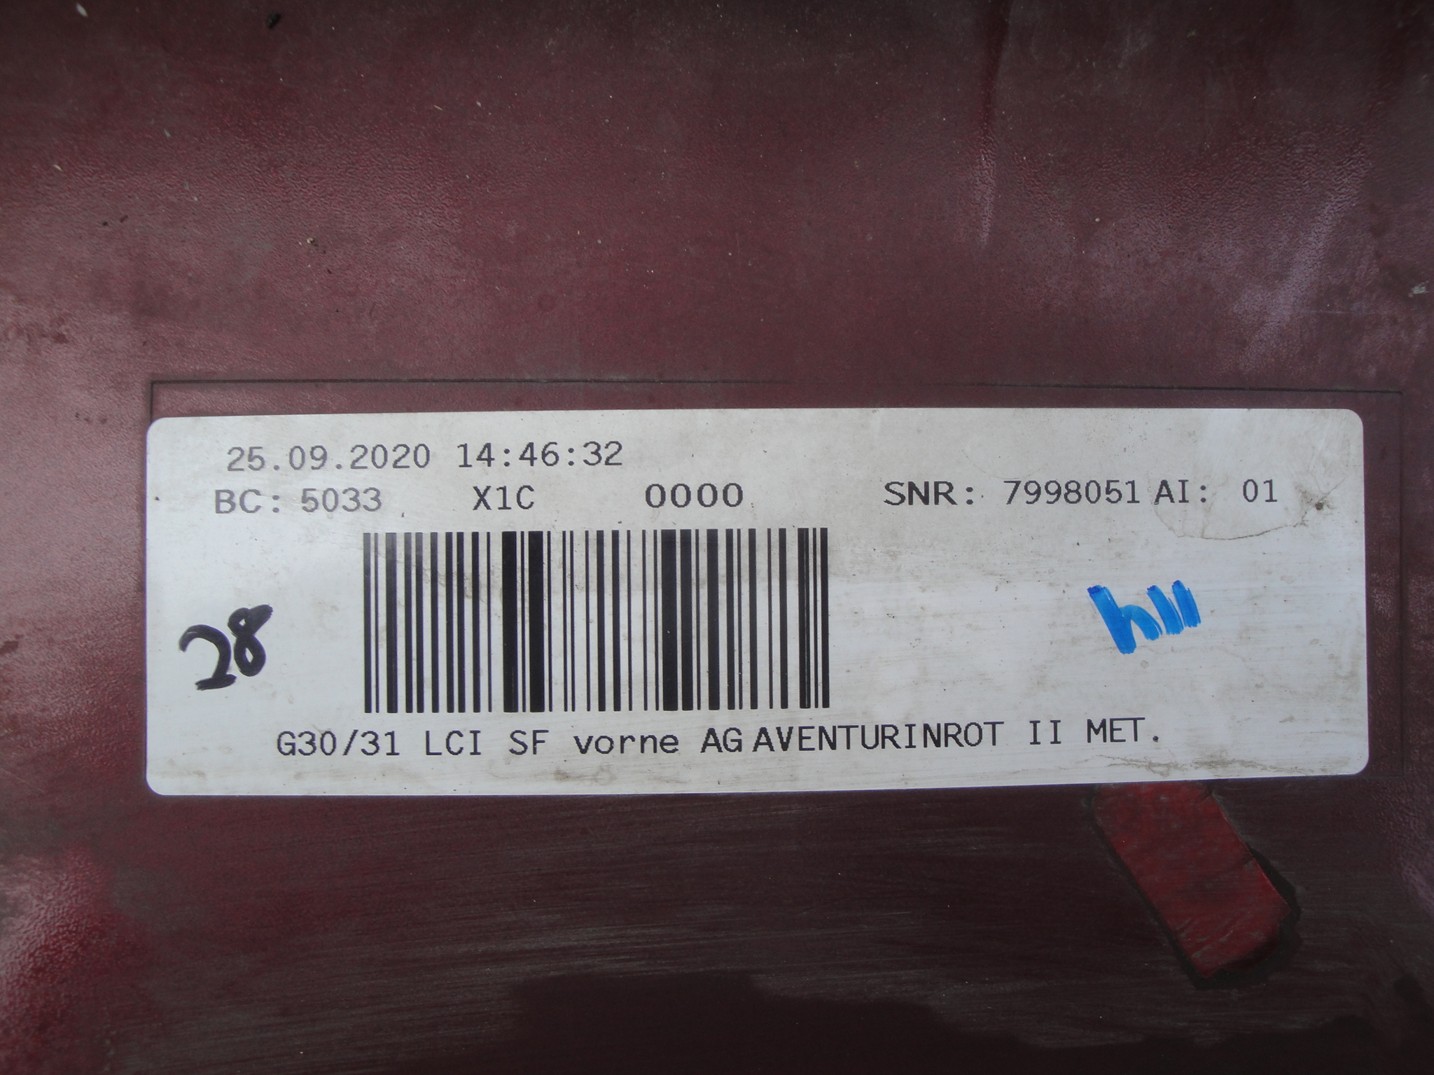 25.09.2020 14:46:32
BC: 5033 X1C 0000 SNR: 7998051 AI: 01
28
G30/31 LCI SF vorne AG AVENTURINROT II MET.